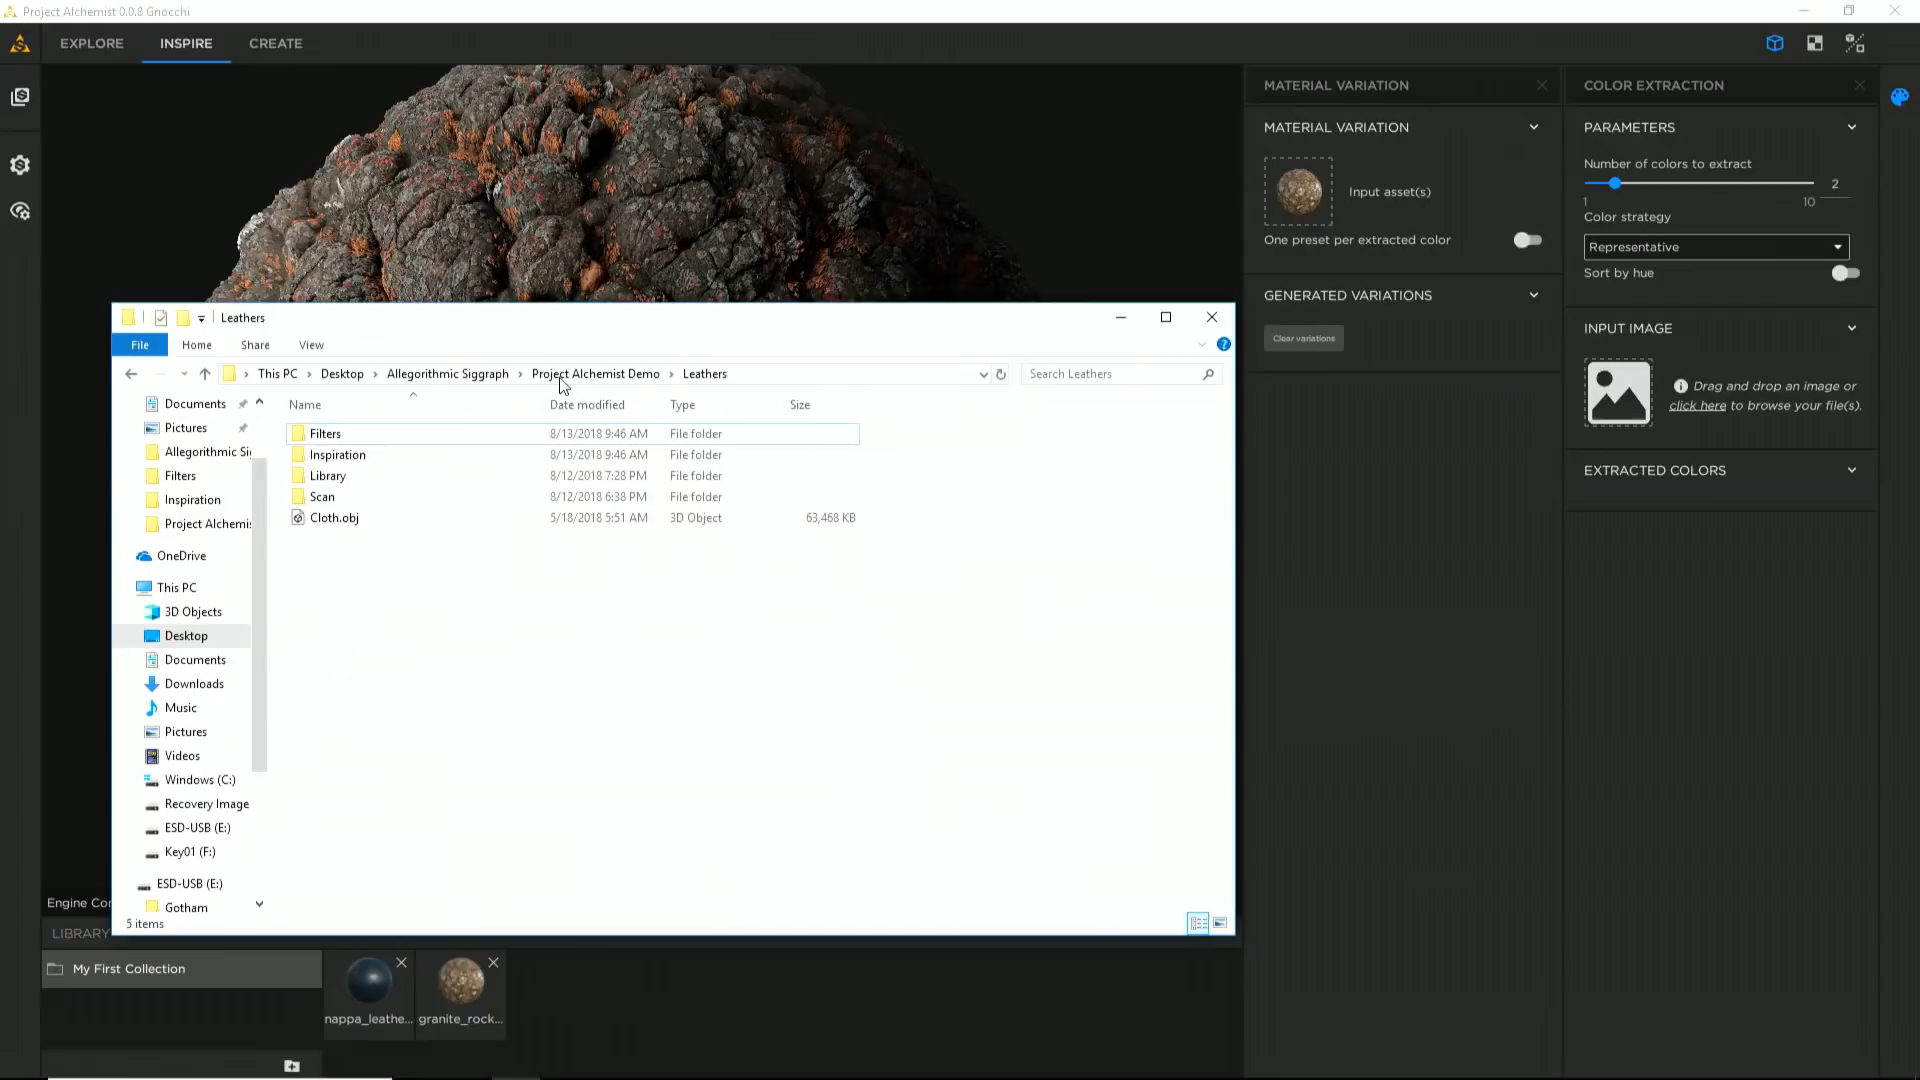 Project Alchemist 0.0.8 Gnocchi
EXPLORE INSPIRE CREATE
MATERIAL VARIATION
MATERIAL VARIATION
Input asset(s)
One preset per extracted color
GENERATED VARIATIONS
Clear variations
COLOR EXTRACTION
PARAMETERS
Number of colors to extract
2
1 10
Color strategy
Representative
Sort by hue
INPUT IMAGE
Drag and drop an image or
click here to browse your file(s).
EXTRACTED COLORS
Leathers
File Home Share View
This PC Desktop Allegorithmic Siggraph Project Alchemist Demo Leathers
Search Leathers
Documents
Pictures
Allegorithmic Si
Filters
Inspiration
Project Alchemis
OneDrive
This PC
3D Objects
Desktop
Documents
Downloads
Music
Pictures
Videos
Windows (C:)
Recovery Image
ESD-USB (E:)
Key01 (F:)
ESD-USB (E:)
Gotham
Name Date modified Type Size
Filters 8/13/2018 9:46 AM File folder
Inspiration 8/13/2018 9:46 AM File folder
Library 8/12/2018 7:28 PM File folder
Scan 8/12/2018 6:38 PM File folder
Cloth.obj 5/18/2018 5:51 AM 3D Object 63,468 KB
5 items
Engine Co
LIBRARY
My First Collection
nappa_leathe... granite_rock...